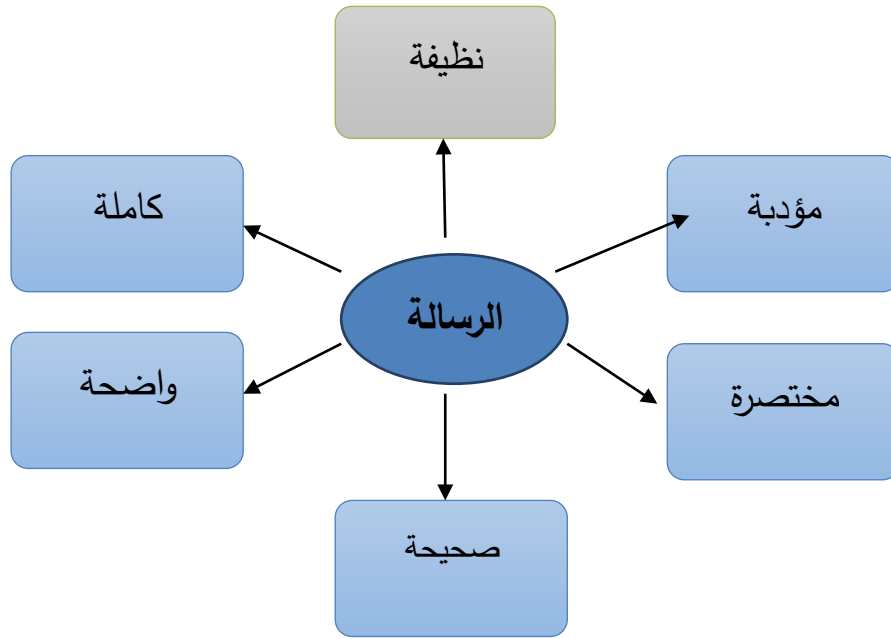 نظيفة
مؤدبة
كاملة
الرسالة
مختصرة
واضحة
صحيحة